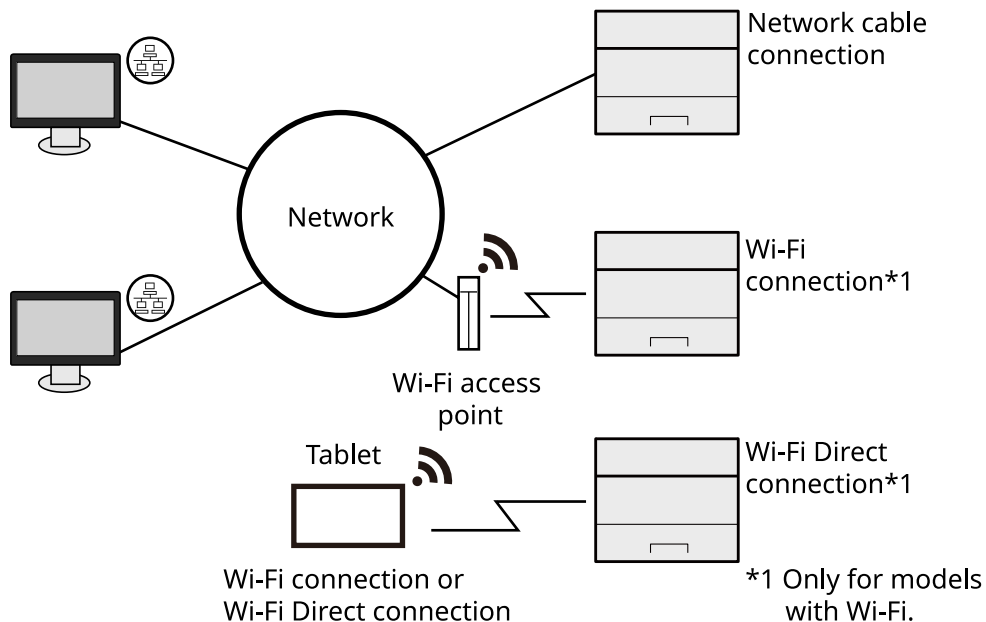 Network cable
connection
Network
Wi-Fi
connection*1
Wi-Fi access
point
Tablet
Wi-Fi Direct
connection*1
Wi-Fi connection or
Wi-Fi Direct connection
*1 Only for models
with Wi-Fi.